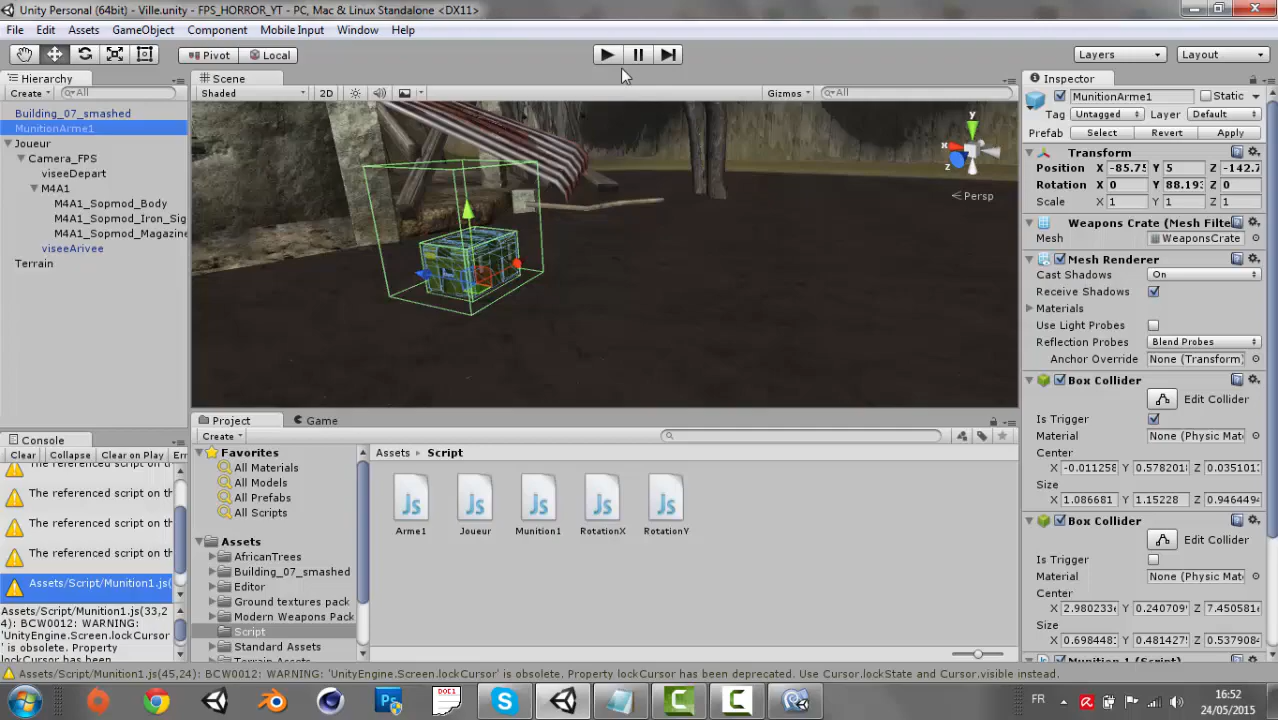 Unity Personal (64bit) - Ville.unity - FPS_HORROR_YT - PC, Mac & Linux Standalone <DX11>
File Edit Assets GameObject Component Mobile Input Window Help
Pivot Local Layers Layout
Hierarchy
Create All
Building_07_smashed
MunitionArme1
Joueur
Camera_FPS
viseeDepart
M4A1
M4A1_Sopmod_Body
M4A1_Sopmod_Iron_Sig
M4A1_Sopmod_Magazine
viseeArivee
Terrain
Scene
Shaded 2D Gizmos All
y
x
z
Persp
Inspector
MunitionArme1 Static
Tag Untagged Layer Default
Prefab Select Revert Apply
Transform
Position X -85.75 Y 5 Z -142.7
Rotation X 0 Y 88.193 Z 0
Scale X 1 Y 1 Z 1
Weapons Crate (Mesh Filte
Mesh WeaponsCrate
Mesh Renderer
Cast Shadows On
Receive Shadows
Materials
Use Light Probes
Reflection Probes Blend Probes
Anchor Override None (Transform)
Box Collider
Edit Collider
Is Trigger
Material None (Physic Mat
Center
X -0.011258 Y 0.578201 Z 0.035101
Size
X 1.086681 Y 1.15228 Z 0.946449
Box Collider
Edit Collider
Is Trigger
Material None (Physic Mat
Center
X 2.980233 Y 0.240709 Z 7.450581
Size
X 0.698448 Y 0.481427 Z 0.537908
Munition 1 (Script)
Console
Clear Collapse Clear on Play Er
The referenced script on th
The referenced script on th
The referenced script on th
The referenced script on th
Assets/Script/Munition1.js(
Assets/Script/Munition1.js(33,2
4): BCW0012: WARNING:
'UnityEngine.Screen.lockCursor
' is obsolete. Property
lockCursor has been
Project Game
Create
Favorites
All Materials
All Models
All Prefabs
All Scripts
Assets
AfricanTrees
Building_07_smashed
Editor
Ground textures pack
Modern Weapons Pack
Script
Standard Assets
Terrain Assets
Assets Script
Arme1 Joueur Munition1 RotationX RotationY
Assets/Script/Munition1.js(45,24): BCW0012: WARNING: 'UnityEngine.Screen.lockCursor' is obsolete. Property lockCursor has been deprecated. Use Cursor.lockState and Cursor.visible instead.
FR
16:52
24/05/2015